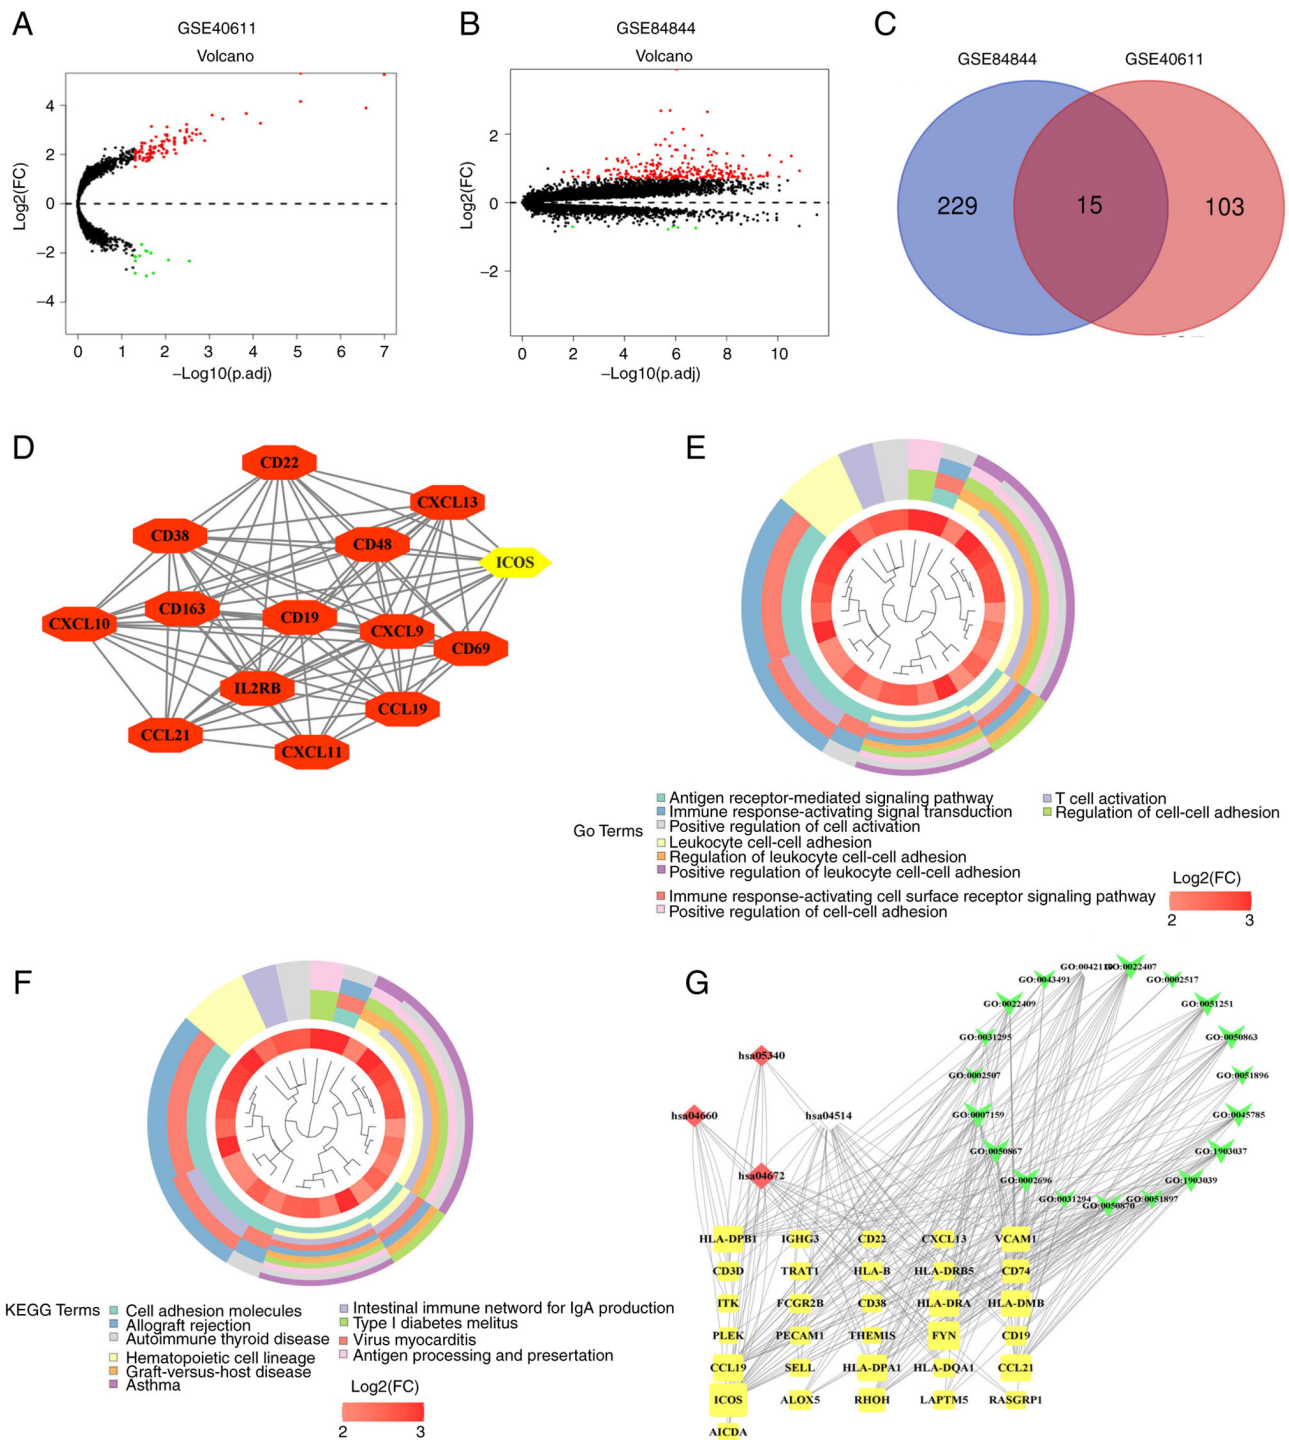 A
GSE40611
Volcano
4
2
0
−2
−4
Log2(FC)
0 1 2 3 4 5 6 7
−Log10(p.adj)
B
GSE84844
Volcano
2
0
−2
Log2(FC)
0 2 4 6 8 10
−Log10(p.adj)
C
GSE84844 GSE40611
229 15 103
D
CD22
CXCL13
CD38
CD48
ICOS
CD163
CXCL10
CD19
CXCL9
CD69
IL2RB
CCL19
CCL21
CXCL11
E
Go Terms
Antigen receptor-mediated signaling pathway
Immune response-activating signal transduction
Positive regulation of cell activation
Leukocyte cell-cell adhesion
Regulation of leukocyte cell-cell adhesion
Positive regulation of leukocyte cell-cell adhesion
Immune response-activating cell surface receptor signaling pathway
Positive regulation of cell-cell adhesion
T cell activation
Regulation of cell-cell adhesion
Log2(FC)
2 3
F
KEGG Terms
Cell adhesion molecules
Allograft rejection
Autoimmune thyroid disease
Hematopoietic cell lineage
Graft-versus-host disease
Asthma
Intestinal immune netword for IgA production
Type I diabetes melitus
Virus myocarditis
Antigen processing and presertation
Log2(FC)
2 3
G
GO:0022407
GO:0043491
GO:0002517
GO:0022409
GO:0051251
GO:0031295
GO:0050863
hsa05340
GO:0002507
GO:0051896
hsa04660
hsa04514
GO:0007159
GO:0045785
GO:0050867
GO:1903037
hsa04672
GO:0002696
GO:1903039
GO:0031294
GO:0050870
GO:0051897
HLA-DPB1 IGHG3 CD22 CXCL13 VCAM1
CD3D TRAT1 HLA-B HLA-DRB5 CD74
ITK FCGR2B CD38 HLA-DRA HLA-DMB
PLEK PECAM1 THEMIS FYN CD19
CCL19 SELL HLA-DPA1 HLA-DQA1 CCL21
ICOS ALOX5 RHOH LAPTM5 RASGRP1
AICDA